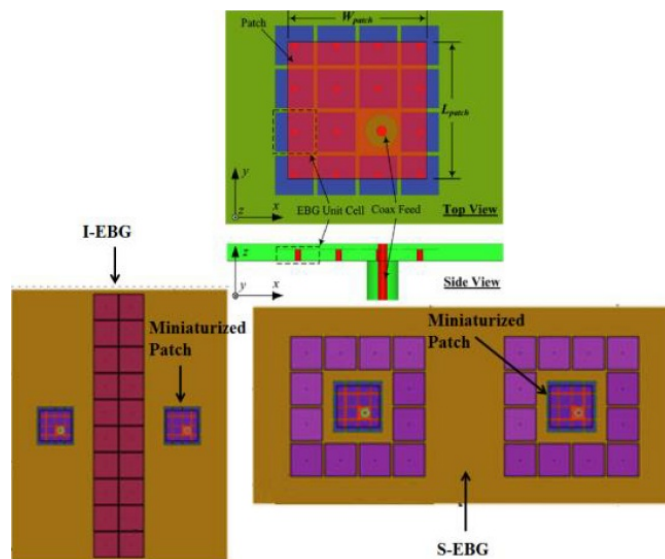 W_patch
Patch
L_patch
y
z
x
EBG Unit Cell
Coax Feed
Top View
I-EBG
z
y
x
Side View
Miniaturized
Patch
Miniaturized
Patch
S-EBG